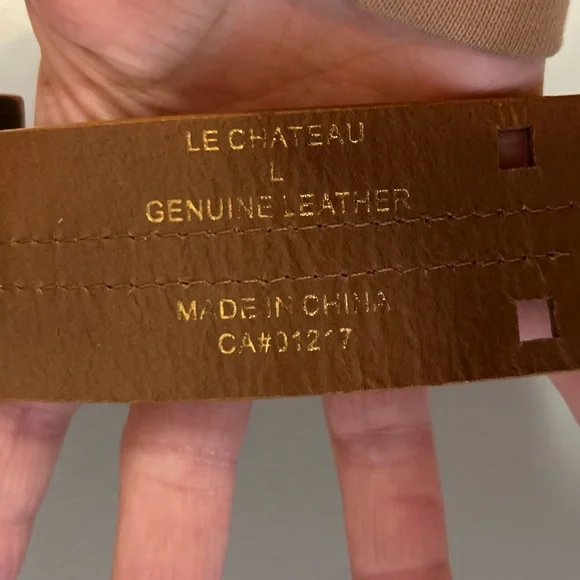 LE CHATEAU
L
GENUINE LEATHER
MADE IN CHINA
CA#01217